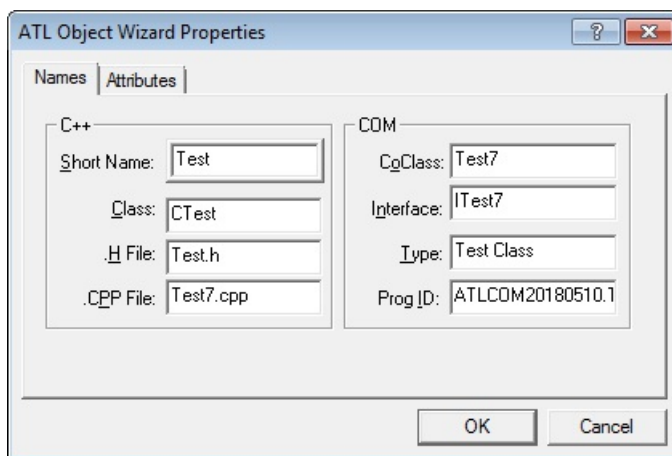 ATL Object Wizard Properties
Names
Attributes
C++
Short Name: Test
Class: CTest
.H File: Test.h
.CPP File: Test7.cpp
COM
CoClass: Test7
Interface: ITest7
Type: Test Class
Prog ID: ATLCOM20180510.1
OK
Cancel